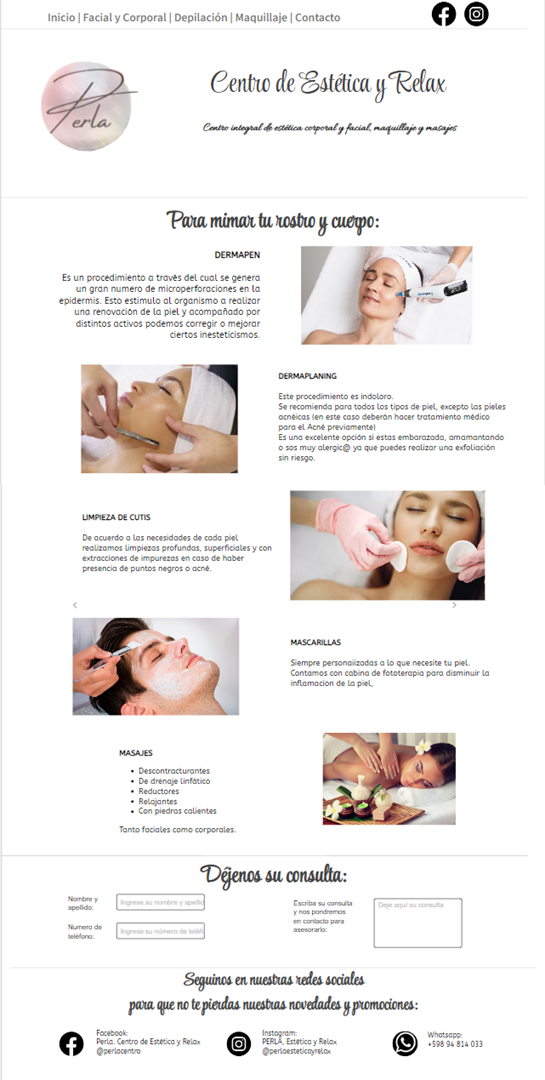 Inicio | Facial y Corporal | Depilación | Maquillaje | Contacto
Perla
Centro de Estética y Relax
Centro integral de estética corporal y facial, maquillaje y masajes
Para mimar tu rostro y cuerpo:
DERMAPEN
Es un procedimiento a través del cual se genera
un gran numero de microperforaciones en la
epidermis. Esto estimulo al organismo a realizar
una renovación de la piel y acompañado por
distintos activos podemos corregir o mejorar
ciertos inesteticismos.
DERMAPLANING
Este procedimiento es indoloro.
Se recomienda para todos los tipos de piel, excepto las pieles
acnéicas (en este caso deberán hacer tratamiento médico
para el Acné previamente)
Es una excelente opción si estas embarazada, amamantando
o sos muy alergic@ ya que puedes realizar una exfoliación
sin riesgo.
LIMPIEZA DE CUTIS
De acuerdo a las necesidades de cada piel
realizamos limpiezas profundas, superficiales y con
extracciones de impurezas en caso de haber
presencia de puntos negros o acné.
MASCARILLAS
Siempre personalizadas a lo que necesite tu piel.
Contamos con cabina de fototerapia para disminuir la
inflamacion de la piel,
MASAJES
• Descontracturantes
• De drenaje linfático
• Reductores
• Relajantes
• Con piedras calientes
Tanto faciales como corporales.
Déjenos su consulta:
Nombre y
apellido:
Ingrese su nombre y apellid
Numero de
teléfono:
Ingrese su número de teléf
Escriba su consulta
y nos pondremos
en contacto para
asesorarlo:
Deje aquí su consulta
Seguinos en nuestras redes sociales
para que no te pierdas nuestras novedades y promociones:
Facebook:
Perla. Centro de Estética y Relax
@perlacentro
Instagram:
PERLA, Estética y Relax
@perlaesteticayrelax
Whatsapp:
+598 94 814 033